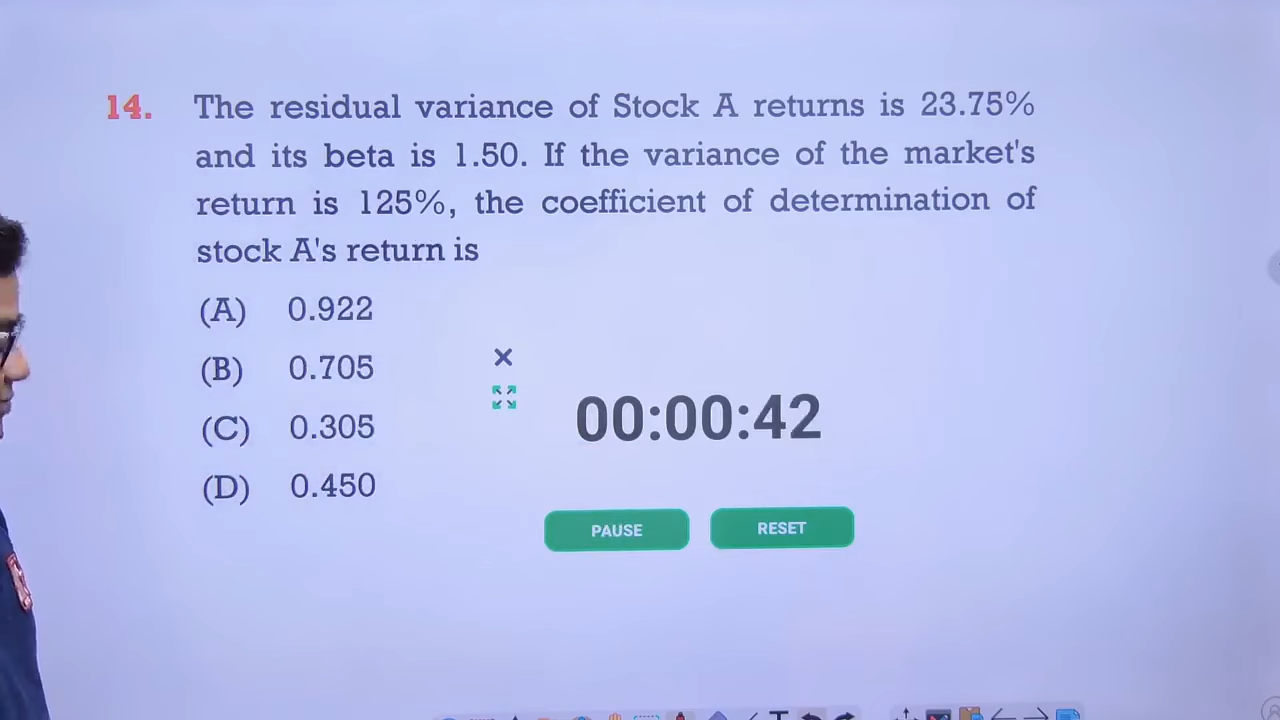 14. The residual variance of Stock A returns is 23.75%
and its beta is 1.50. If the variance of the market's
return is 125%, the coefficient of determination of
stock A's return is
(A) 0.922
(B) 0.705
(C) 0.305
(D) 0.450
00:00:42
PAUSE RESET